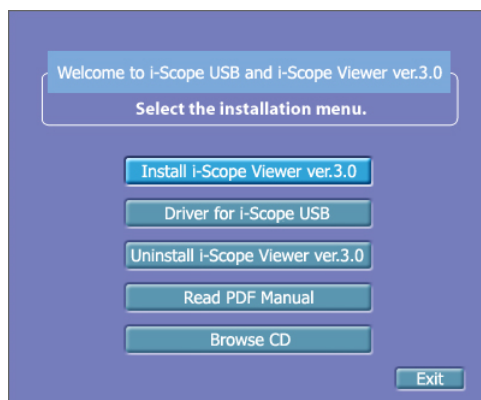 Welcome to i-Scope USB and i-Scope Viewer ver.3.0
Select the installation menu.
Install i-Scope Viewer ver.3.0
Driver for i-Scope USB
Uninstall i-Scope Viewer ver.3.0
Read PDF Manual
Browse CD
Exit